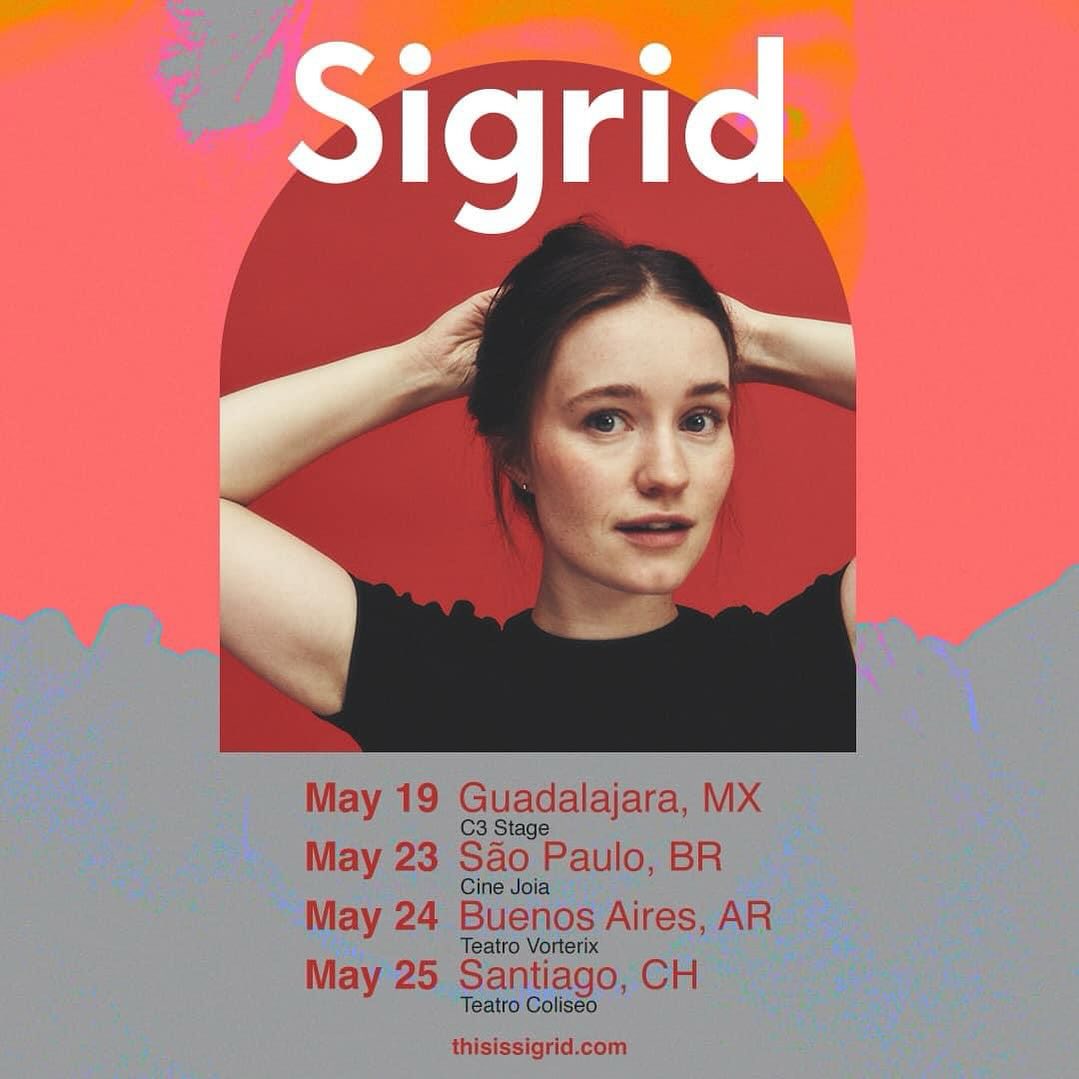 Sigrid
May 19 Guadalajara, MX
C3 Stage
May 23 São Paulo, BR
Cine Joia
May 24 Buenos Aires, AR
Teatro Vorterix
May 25 Santiago, CH
Teatro Coliseo
thisissigrid.com